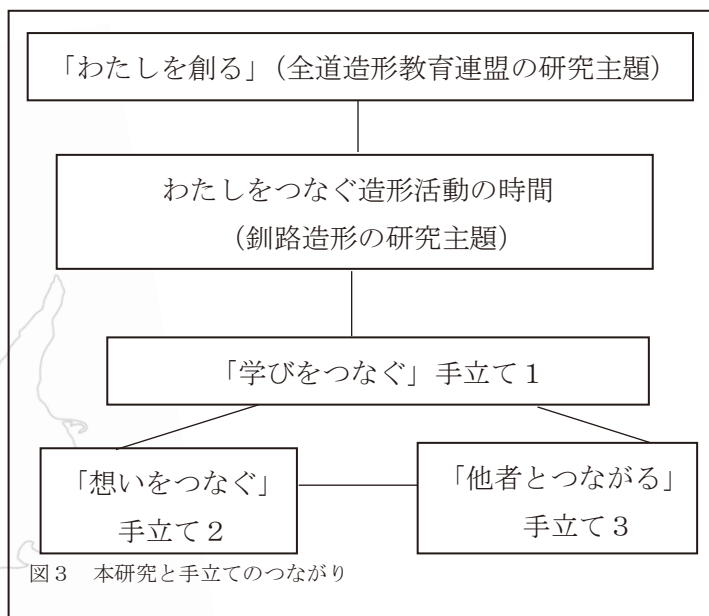 「わたしを創る」（全道造形教育連盟の研究主題）
わたしをつなぐ造形活動の時間
（釧路造形の研究主題）
「学びをつなぐ」手立て１
「想いをつなぐ」
手立て２
「他者とつながる」
手立て３
図３　本研究と手立てのつながり